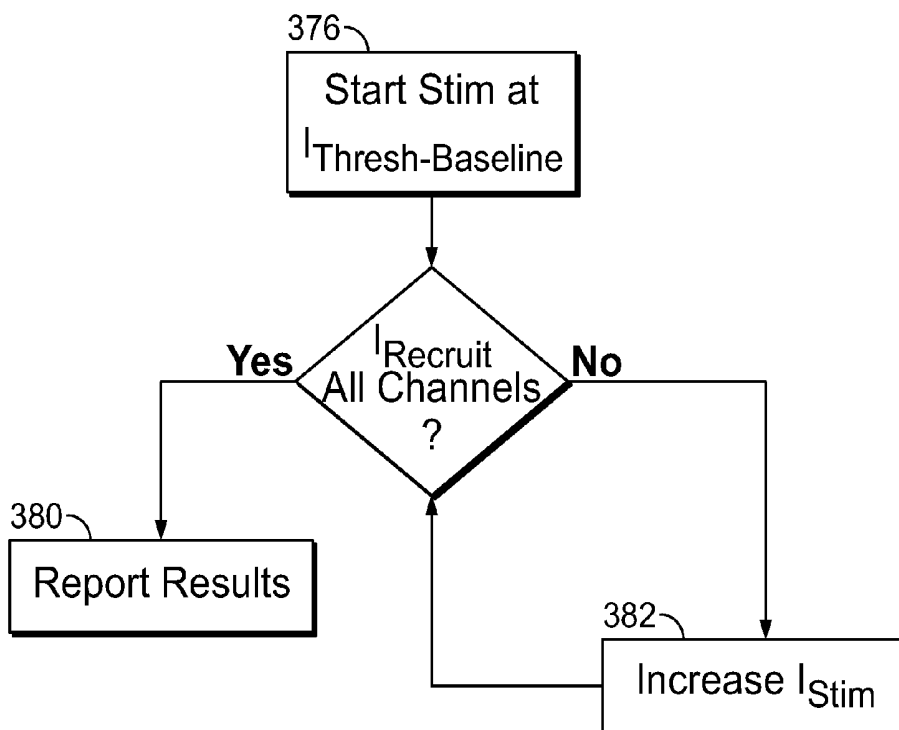 376
Start Stim at
IThresh-Baseline
IRecruit
All Channels
?
Yes
No
380
Report Results
382
Increase IStim